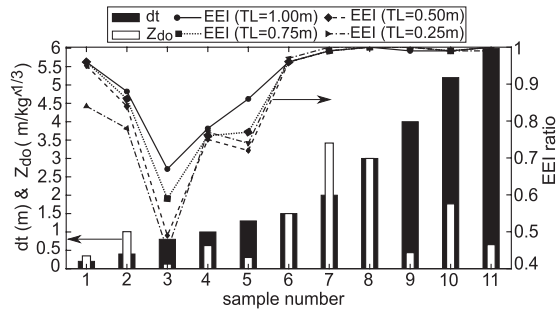 dt EEI (TL=1.00m) EEI (TL=0.50m)
Zdo EEI (TL=0.75m) EEI (TL=0.25m)
6 1
5.5
5 0.9
4.5
4 0.8
3.5
3 0.7
2.5
2 0.6
1.5
1 0.5
0.5
0 0.4
dt (m) & Zdo( m/kg^1/3)
EEI ratio
1 2 3 4 5 6 7 8 9 10 11
sample number